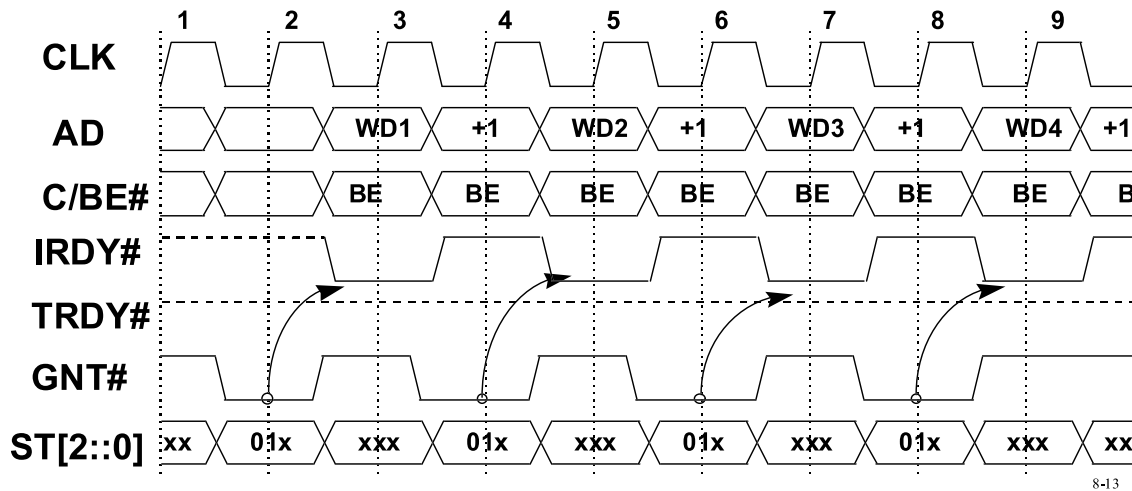 1 2 3 4 5 6 7 8 9
CLK
AD WD1 +1 WD2 +1 WD3 +1 WD4 +1
C/BE# BE BE BE BE BE BE BE B
IRDY#
TRDY#
GNT#
ST[2::0] xx 01x xxx 01x xxx 01x xxx 01x xxx xx
8-13